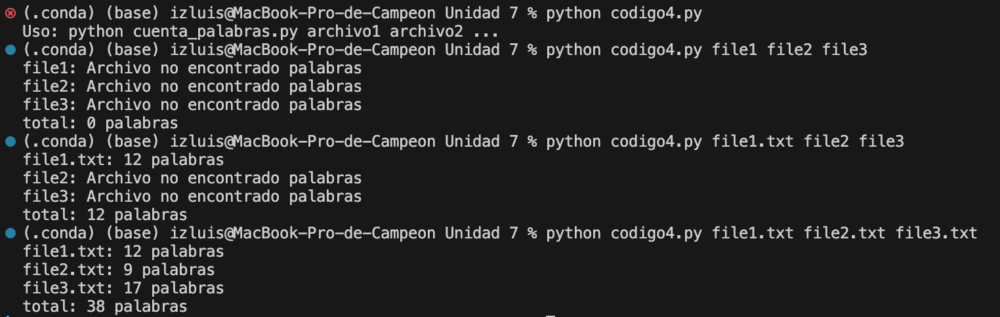 (.conda) (base) izluis@MacBook-Pro-de-Campeon Unidad 7 % python codigo4.py
Uso: python cuenta_palabras.py archivo1 archivo2 ...
(.conda) (base) izluis@MacBook-Pro-de-Campeon Unidad 7 % python codigo4.py file1 file2 file3
file1: Archivo no encontrado palabras
file2: Archivo no encontrado palabras
file3: Archivo no encontrado palabras
total: 0 palabras
(.conda) (base) izluis@MacBook-Pro-de-Campeon Unidad 7 % python codigo4.py file1.txt file2 file3
file1.txt: 12 palabras
file2: Archivo no encontrado palabras
file3: Archivo no encontrado palabras
total: 12 palabras
(.conda) (base) izluis@MacBook-Pro-de-Campeon Unidad 7 % python codigo4.py file1.txt file2.txt file3.txt
file1.txt: 12 palabras
file2.txt: 9 palabras
file3.txt: 17 palabras
total: 38 palabras